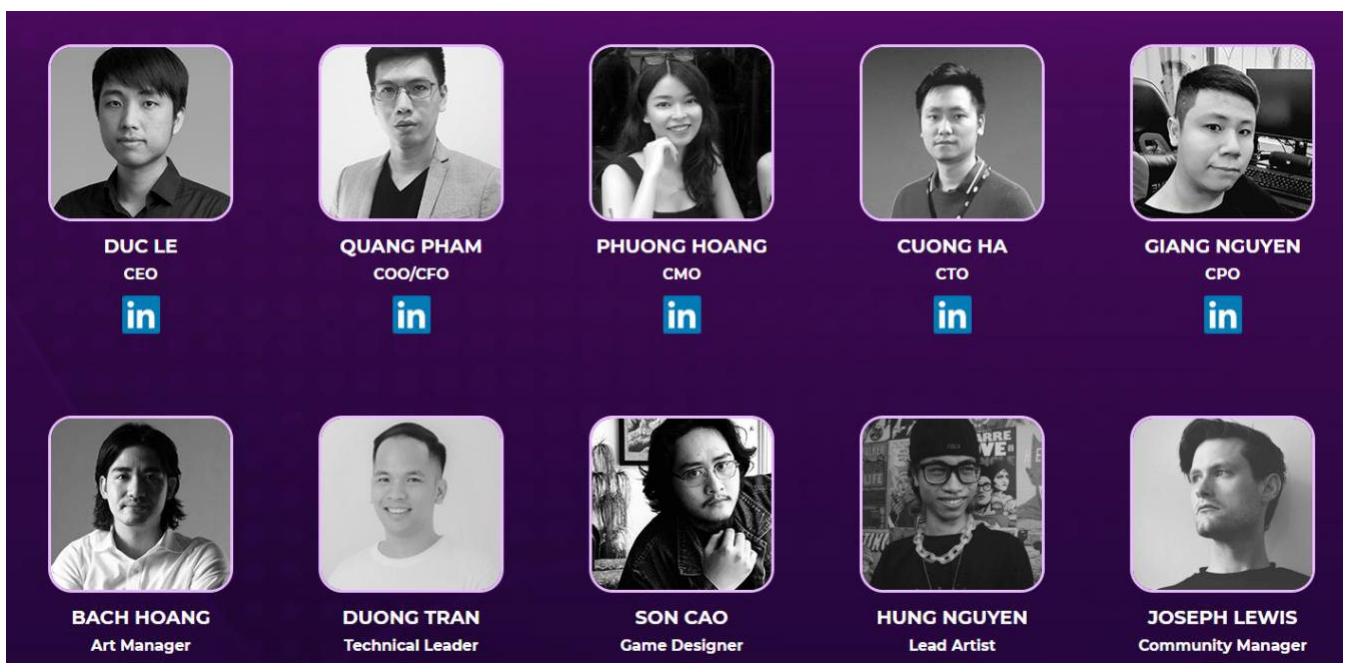 DUC LE
CEO
in
QUANG PHAM
COO/CFO
in
PHUONG HOANG
CMO
in
CUONG HA
CTO
in
GIANG NGUYEN
CPO
in
BACH HOANG
Art Manager
DUONG TRAN
Technical Leader
SON CAO
Game Designer
HUNG NGUYEN
Lead Artist
JOSEPH LEWIS
Community Manager